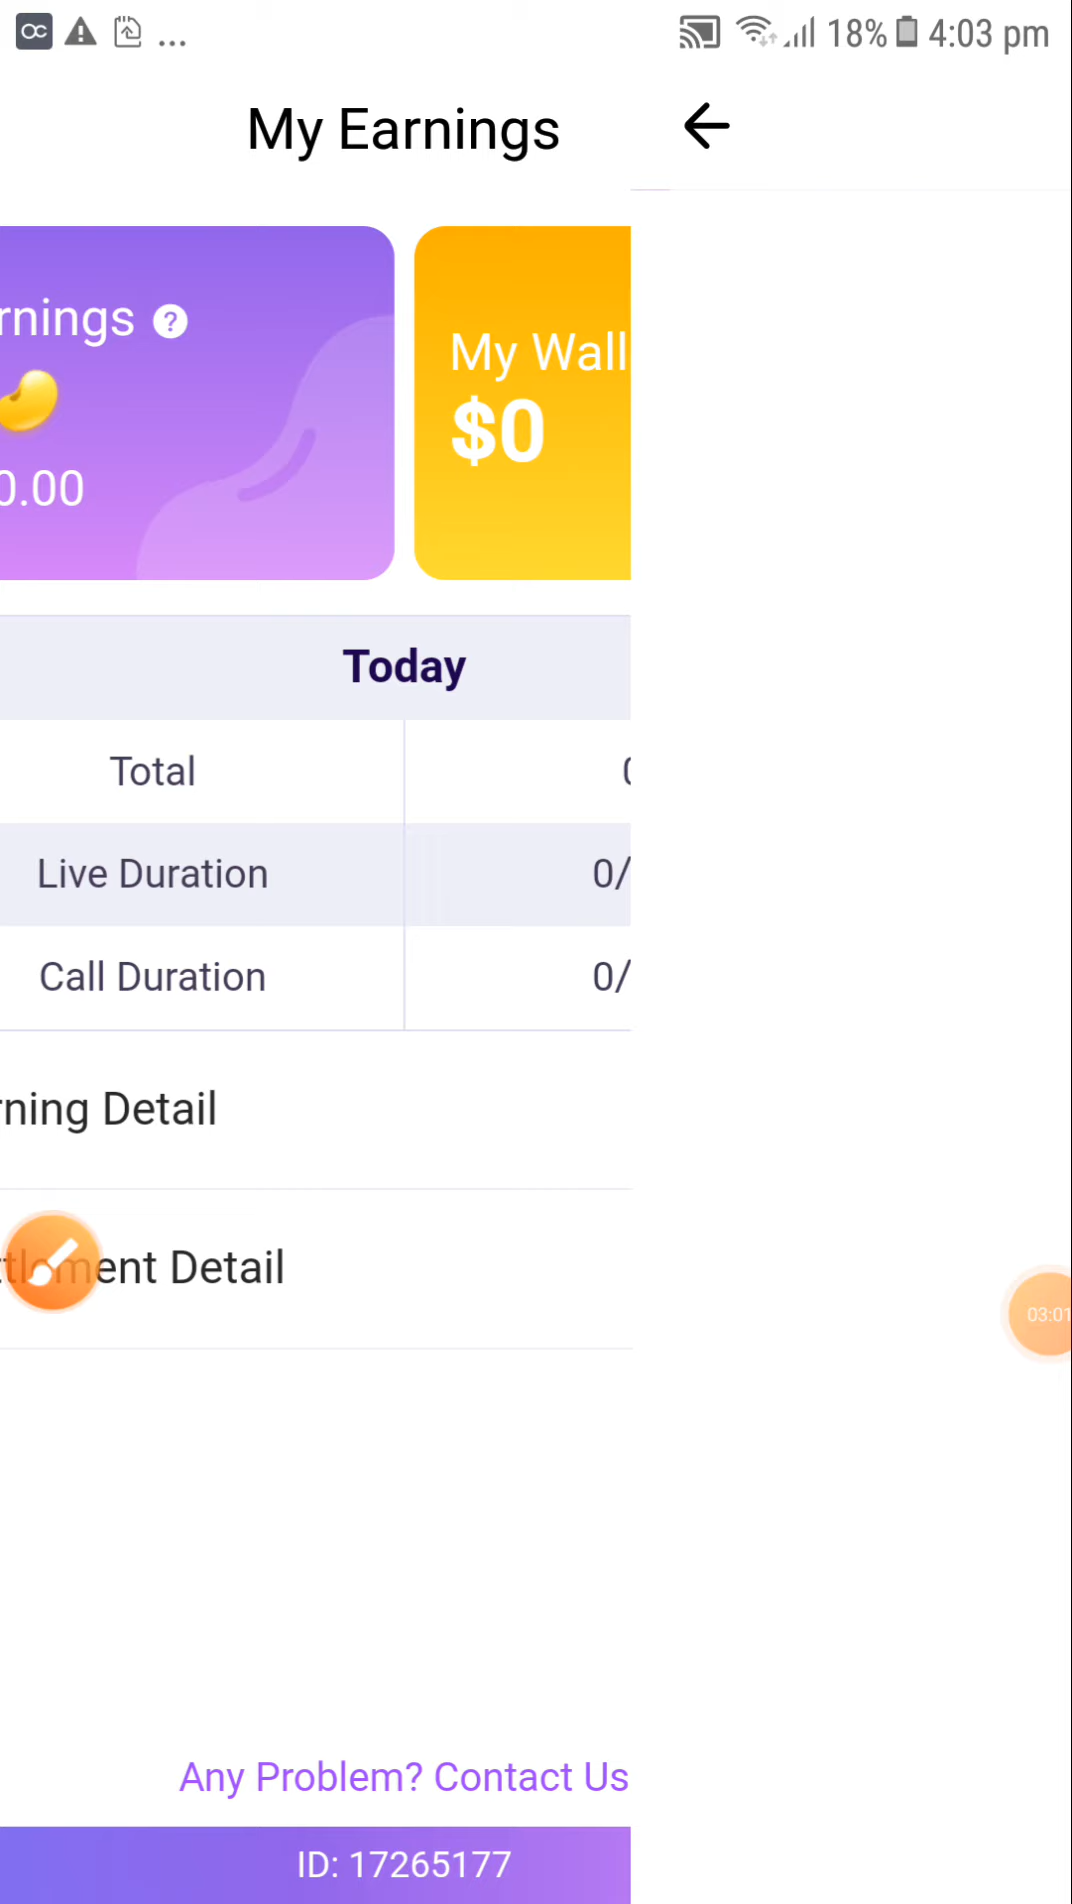 18% 4:03 pm
My Earnings
rnings ?
0.00
My Wall
$0
Today
Total
Live Duration 0/
Call Duration 0/
rning Detail
ent Detail
03:01
Any Problem? Contact Us
ID: 17265177